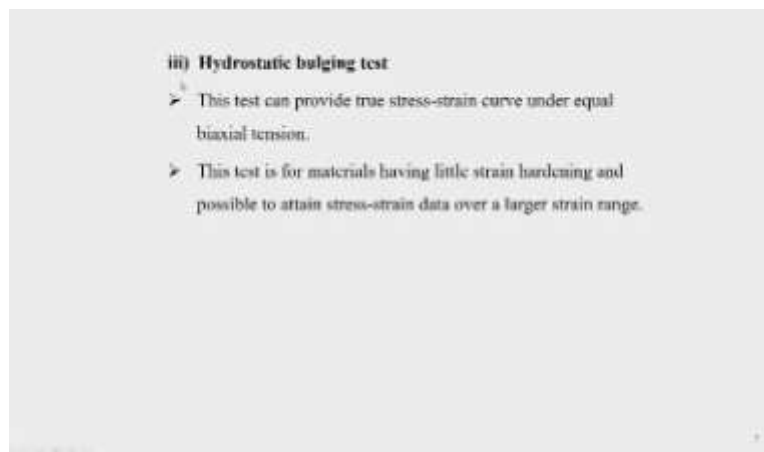 iii) Hydrostatic bulging test
➢ This test can provide true stress-strain curve under equal
biaxial tension.
➢ This test is for materials having little strain hardening and
possible to attain stress-strain data over a larger strain range.